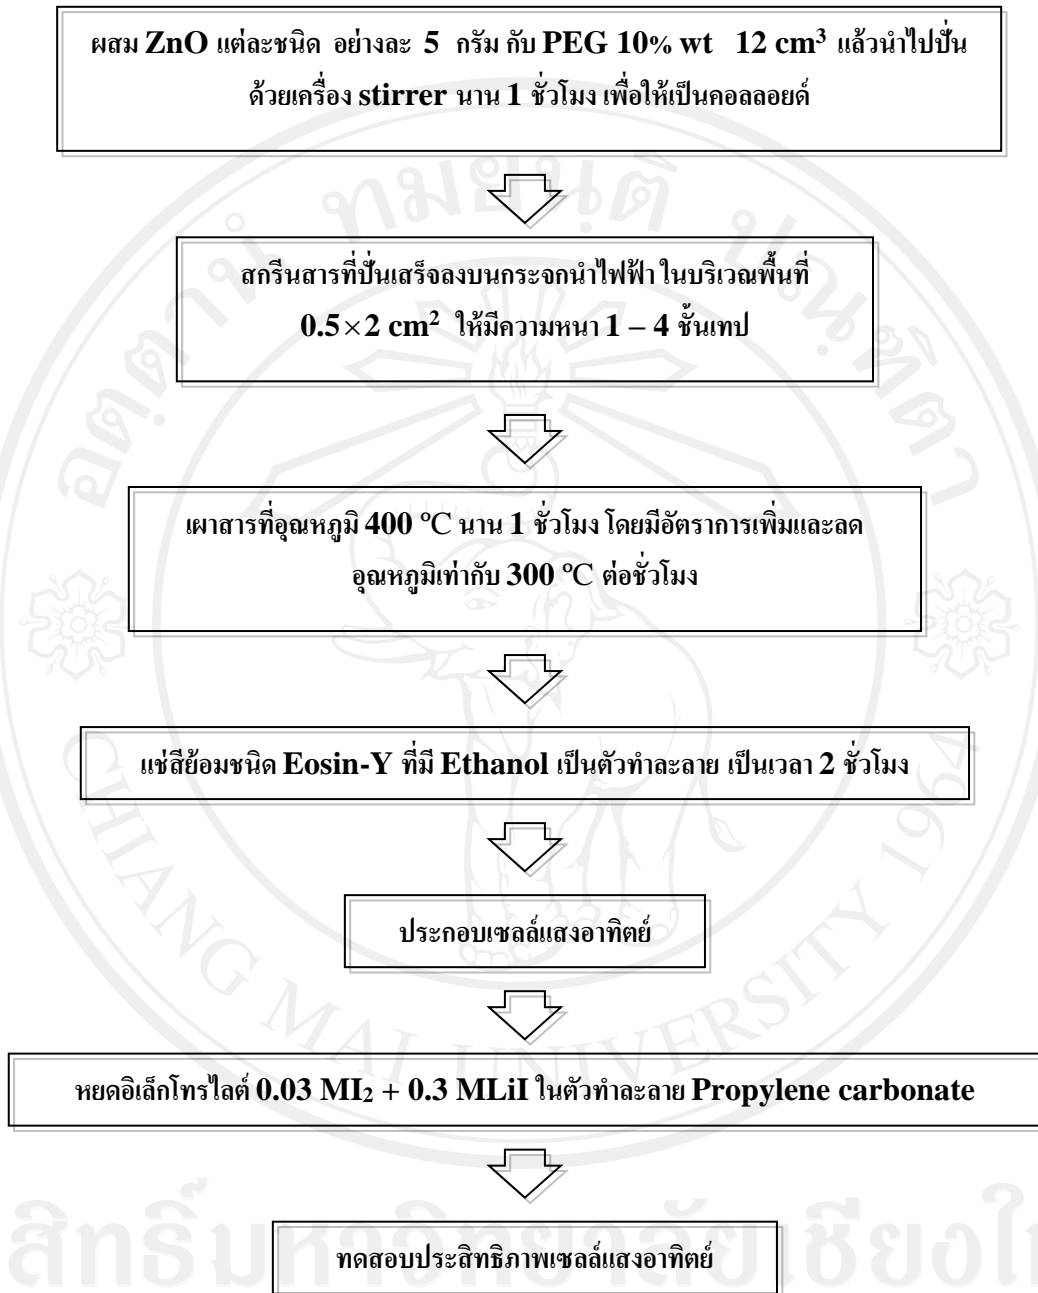 ผสม ZnO แต่ละชนิด อย่างละ 5 กรัม กับ PEG 10% wt 12 cm³ แล้วนำไปปั่น
ด้วยเครื่อง stirrer นาน 1 ชั่วโมง เพื่อให้เป็นคอลลอยด์
สกรีนสารที่ปั่นเสร็จลงบนกระจกนำไฟฟ้า ในบริเวณพื้นที่
0.5×2 cm² ให้มีความหนา 1 – 4 ชั้นเทป
เผาสารที่อุณหภูมิ 400 °C นาน 1 ชั่วโมง โดยมีอัตราการเพิ่มและลด
อุณหภูมิเท่ากับ 300 °C ต่อชั่วโมง
แช่สีย้อมชนิด Eosin-Y ที่มี Ethanol เป็นตัวทำละลาย เป็นเวลา 2 ชั่วโมง
ประกอบเซลล์แสงอาทิตย์
หยดอิเล็กโทรไลต์ 0.03 MI₂ + 0.3 MLiI ในตัวทำละลาย Propylene carbonate
ทดสอบประสิทธิภาพเซลล์แสงอาทิตย์
CHIANG MAI UNIVERSITY 1964